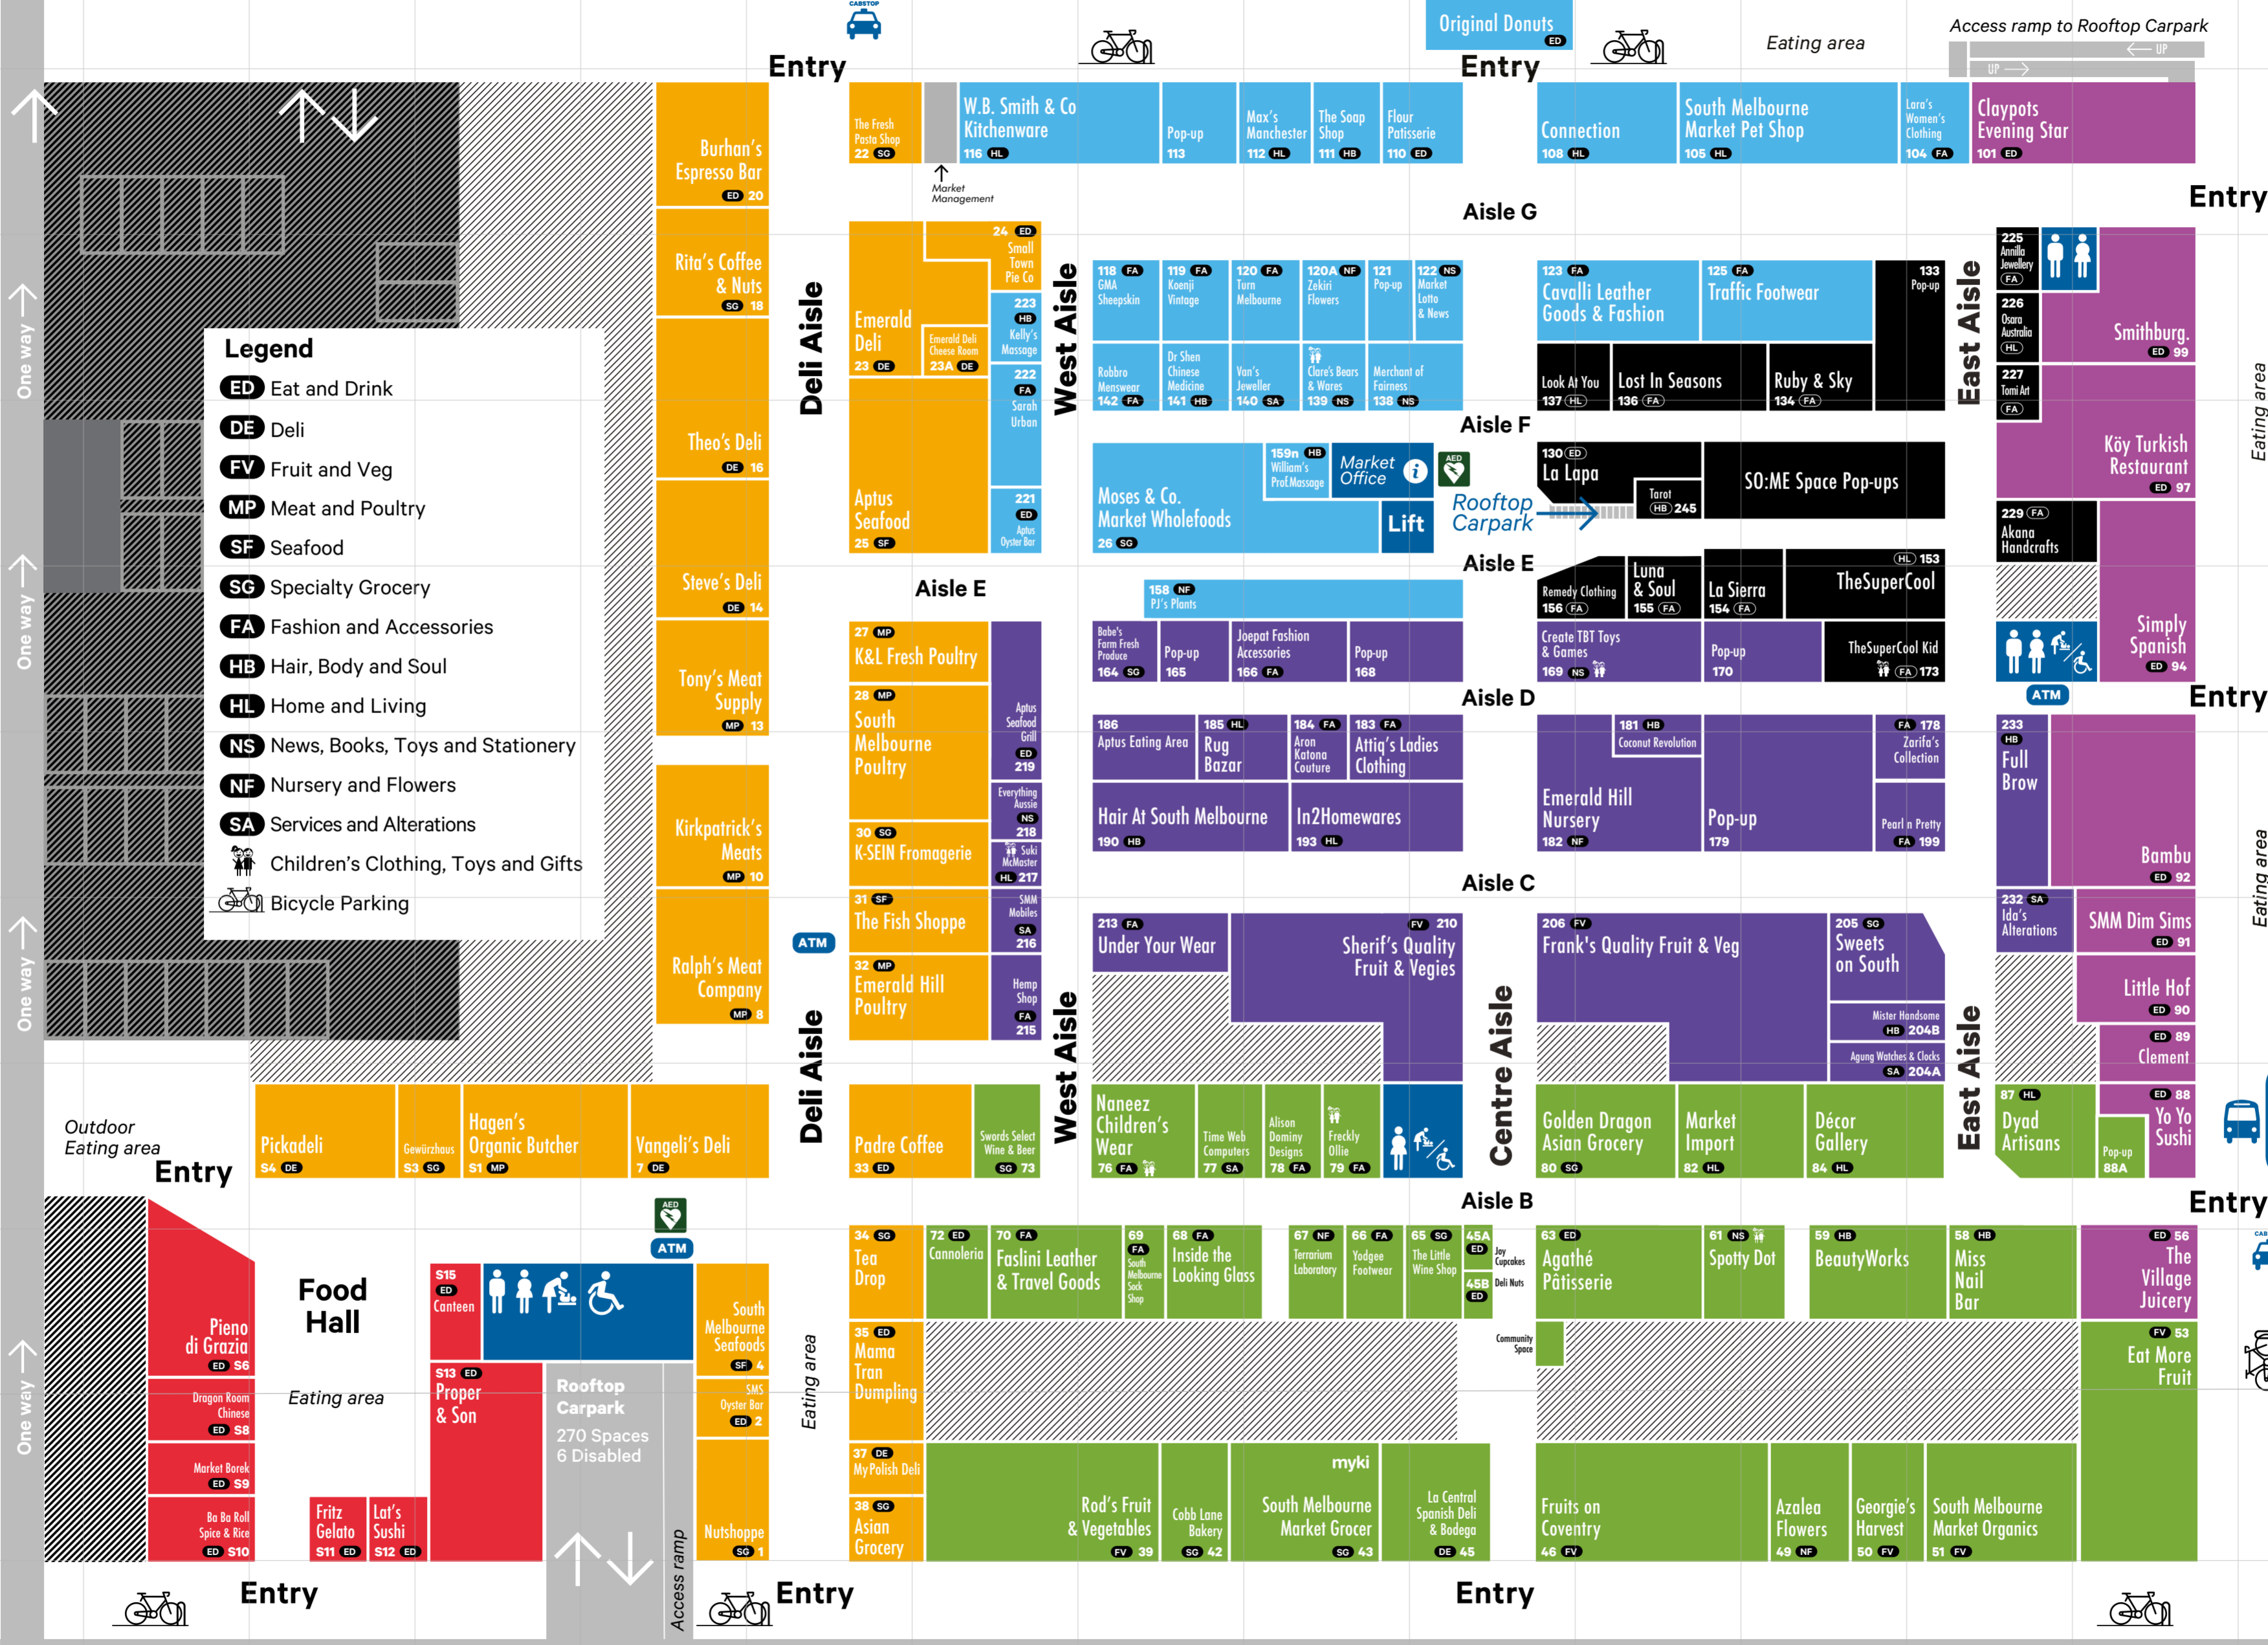 CABSTOP
Original Donuts
ED
Eating area
Access ramp to Rooftop Carpark
← UP
UP →
Entry
Entry
The Fresh
Pasta Shop
22 SG
Market
Management
W.B. Smith & Co
Kitchenware
116 HL
Pop-up
113
Max's
Manchester
112 HL
The Soap
Shop
111 HB
Flour
Patisserie
110 ED
Connection
108 HL
South Melbourne
Market Pet Shop
105 HL
Lara's
Women's
Clothing
104 FA
Claypots
Evening Star
101 ED
Entry
Aisle G
One way →
One way →
One way →
One way →
Legend
ED Eat and Drink
DE Deli
FV Fruit and Veg
MP Meat and Poultry
SF Seafood
SG Specialty Grocery
FA Fashion and Accessories
HB Hair, Body and Soul
HL Home and Living
NS News, Books, Toys and Stationery
NF Nursery and Flowers
SA Services and Alterations
Children's Clothing, Toys and Gifts
Bicycle Parking
Burhan's
Espresso Bar
ED 20
Rita's Coffee
& Nuts
SG 18
Theo's Deli
DE 16
Steve's Deli
DE 14
Tony's Meat
Supply
MP 13
Kirkpatrick's
Meats
MP 10
Ralph's Meat
Company
MP 8
Deli Aisle
ATM
Deli Aisle
Emerald
Deli
23 DE
24 ED
Small
Town
Pie Co
Emerald Deli
Cheese Room
23A DE
223
HB
Kelly's
Massage
222
FA
Sarah
Urban
Aptus
Seafood
25 SF
221
ED
Aptus
Oyster Bar
West Aisle
118 FA
GMA
Sheepskin
119 FA
Koenji
Vintage
120 FA
Turn
Melbourne
120A NF
Zekiri
Flowers
121
Pop-up
122 NS
Market
Lotto
& News
Robbro
Menswear
142 FA
Dr Shen
Chinese
Medicine
141 HB
Van's
Jeweller
140 SA
Clare's Bears
& Wares
139 NS
Merchant of
Fairness
138 NS
123 FA
Cavalli Leather
Goods & Fashion
125 FA
Traffic Footwear
133
Pop-up
Look At You
137 HL
Lost In Seasons
136 FA
Ruby & Sky
134 FA
East Aisle
225
Annilla
Jewellery
FA
226
Osara
Australia
HL
227
Tomi Art
FA
Smithburg.
ED 99
Köy Turkish
Restaurant
ED 97
Eating area
Aisle F
Moses & Co.
Market Wholefoods
26 SG
159n HB
William's
Prof.Massage
Market
Office
i
AED
Lift
Rooftop
Carpark
130 ED
La Lapa
Tarot
HB 245
SO:ME Space Pop-ups
229 FA
Akana
Handcrafts
Simply
Spanish
ED 94
ATM
Entry
Aisle E
Aisle E
158 NF
PJ's Plants
Remedy Clothing
156 FA
Luna
& Soul
155 FA
La Sierra
154 FA
HL 153
TheSuperCool
27 MP
K&L Fresh Poultry
28 MP
South
Melbourne
Poultry
30 SG
K-SEIN Fromagerie
31 SF
The Fish Shoppe
32 MP
Emerald Hill
Poultry
Aptus
Seafood
Grill
ED
219
Everything
Aussie
NS
218
Suki
McMaster
HL 217
SMM
Mobiles
SA
216
Hemp
Shop
FA
215
Babe's
Farm Fresh
Produce
164 SG
Pop-up
165
Joepat Fashion
Accessories
166 FA
Pop-up
168
Create TBT Toys
& Games
169 NS
Pop-up
170
TheSuperCool Kid
FA 173
Aisle D
186
Aptus Eating Area
185 HL
Rug
Bazar
184 FA
Aron
Katona
Couture
183 FA
Attiq's Ladies
Clothing
Hair At South Melbourne
190 HB
In2Homewares
193 HL
Emerald Hill
Nursery
182 NF
181 HB
Coconut Revolution
Pop-up
179
FA 178
Zarifa's
Collection
Pearl n Pretty
FA 199
233
HB
Full
Brow
Bambu
ED 92
Eating area
Aisle C
213 FA
Under Your Wear
FV 210
Sherif's Quality
Fruit & Vegies
206 FV
Frank's Quality Fruit & Veg
205 SG
Sweets
on South
Mister Handsome
HB 204B
Agung Watches & Clocks
SA 204A
232 SA
Ida's
Alterations
SMM Dim Sims
ED 91
Little Hof
ED 90
ED 89
Clement
West Aisle
Centre Aisle
East Aisle
Outdoor
Eating area
Entry
Pickadeli
S4 DE
Gewürzhaus
S3 SG
Hagen's
Organic Butcher
S1 MP
Vangeli's Deli
7 DE
Padre Coffee
33 ED
Swords Select
Wine & Beer
SG 73
Naneez
Children's
Wear
76 FA
Time Web
Computers
77 SA
Alison
Dominy
Designs
78 FA
Freckly
Ollie
79 FA
Golden Dragon
Asian Grocery
80 SG
Market
Import
82 HL
Décor
Gallery
84 HL
87 HL
Dyad
Artisans
Pop-up
88A
ED 88
Yo Yo
Sushi
Aisle B
Entry
CAB
Pieno
di Grazia
ED S6
Dragon Room
Chinese
ED S8
Market Borek
ED S9
Ba Ba Roll
Spice & Rice
ED S10
Food
Hall
Eating area
Fritz
Gelato
S11 ED
Lat's
Sushi
S12 ED
S15
ED
Canteen
S13 ED
Proper
& Son
AED
ATM
Rooftop
Carpark
270 Spaces
6 Disabled
Access ramp
South
Melbourne
Seafoods
SF 4
SMS
Oyster Bar
ED 2
Nutshoppe
SG 1
Eating area
34 SG
Tea
Drop
35 ED
Mama
Tran
Dumpling
37 DE
My Polish Deli
38 SG
Asian
Grocery
72 ED
Cannoleria
70 FA
Faslini Leather
& Travel Goods
69
FA
South
Melbourne
Sock
Shop
68 FA
Inside the
Looking Glass
67 NF
Terrarium
Laboratory
66 FA
Yodgee
Footwear
65 SG
The Little
Wine Shop
45A
ED
Joy
Cupcakes
45B
ED
Deli Nuts
63 ED
Agathé
Pâtisserie
61 NS
Spotty Dot
59 HB
BeautyWorks
58 HB
Miss
Nail
Bar
ED 56
The
Village
Juicery
Community
Space
FV 53
Eat More
Fruit
Rod's Fruit
& Vegetables
FV 39
Cobb Lane
Bakery
SG 42
myki
South Melbourne
Market Grocer
SG 43
La Central
Spanish Deli
& Bodega
DE 45
Fruits on
Coventry
46 FV
Azalea
Flowers
49 NF
Georgie's
Harvest
50 FV
South Melbourne
Market Organics
51 FV
Entry
Entry
Entry